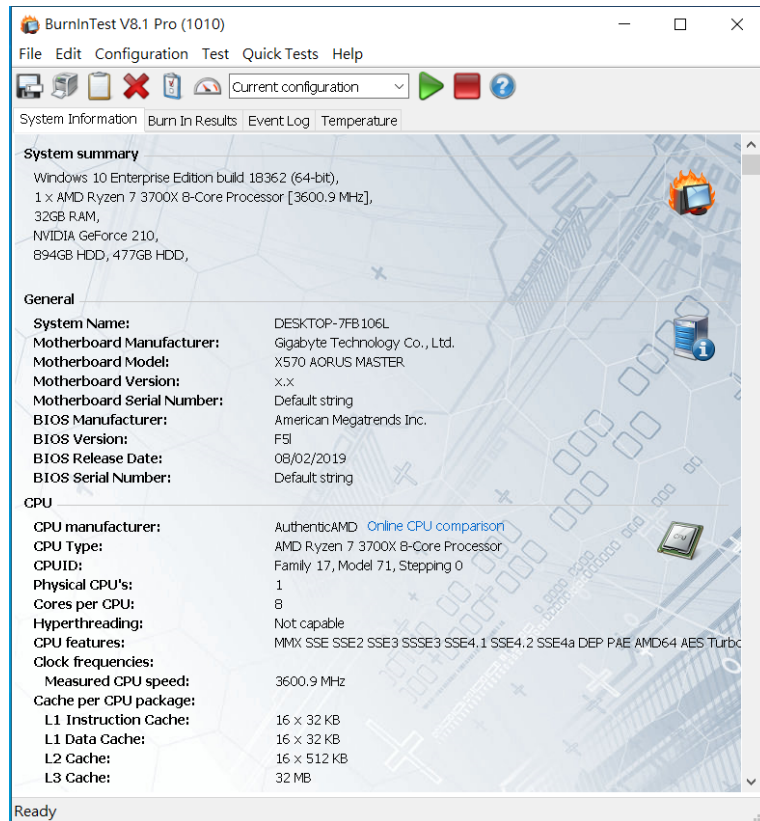 BurnInTest V8.1 Pro (1010)
File Edit Configuration Test Quick Tests Help
Current configuration
System Information Burn In Results Event Log Temperature
System summary
Windows 10 Enterprise Edition build 18362 (64-bit),
1 x AMD Ryzen 7 3700X 8-Core Processor [3600.9 MHz],
32GB RAM,
NVIDIA GeForce 210,
894GB HDD, 477GB HDD,
General
System Name: DESKTOP-7FB106L
Motherboard Manufacturer: Gigabyte Technology Co., Ltd.
Motherboard Model: X570 AORUS MASTER
Motherboard Version: x.x
Motherboard Serial Number: Default string
BIOS Manufacturer: American Megatrends Inc.
BIOS Version: F5l
BIOS Release Date: 08/02/2019
BIOS Serial Number: Default string
CPU
CPU manufacturer: AuthenticAMD Online CPU comparison
CPU Type: AMD Ryzen 7 3700X 8-Core Processor
CPUID: Family 17, Model 71, Stepping 0
Physical CPU's: 1
Cores per CPU: 8
Hyperthreading: Not capable
CPU features: MMX SSE SSE2 SSE3 SSSE3 SSE4.1 SSE4.2 SSE4a DEP PAE AMD64 AES Turbo
Clock frequencies:
Measured CPU speed: 3600.9 MHz
Cache per CPU package:
L1 Instruction Cache: 16 x 32 KB
L1 Data Cache: 16 x 32 KB
L2 Cache: 16 x 512 KB
L3 Cache: 32 MB
Ready